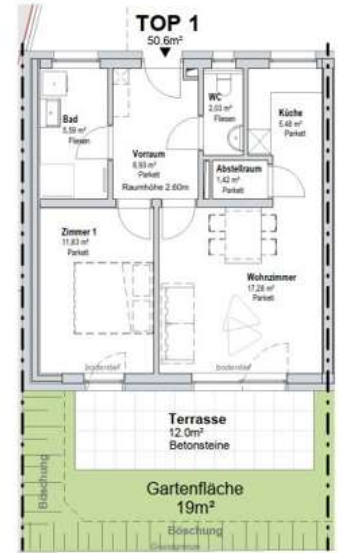 TOP 1
50.6m²
WC
2,03 m²
Fliesen
Bad
5,59 m²
Fliesen
Küche
5,48 m²
Parkett
Vorraum
6,93 m²
Parkett
Raumhöhe 2.60m
Abstellraum
1,42 m²
Parkett
Zimmer 1
11,83 m²
Parkett
Wohnzimmer
17,28 m²
Parkett
bodentief
bodentief
Terrasse
12.0m²
Betonsteine
Böschung
Gartenfläche
19m²
Böschung